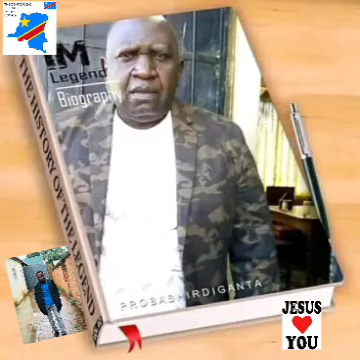 IM
Legend
Biography
THE HISTORY OF THE LEGEND
PROBASHIRDIGANTA
JESUS
YOU